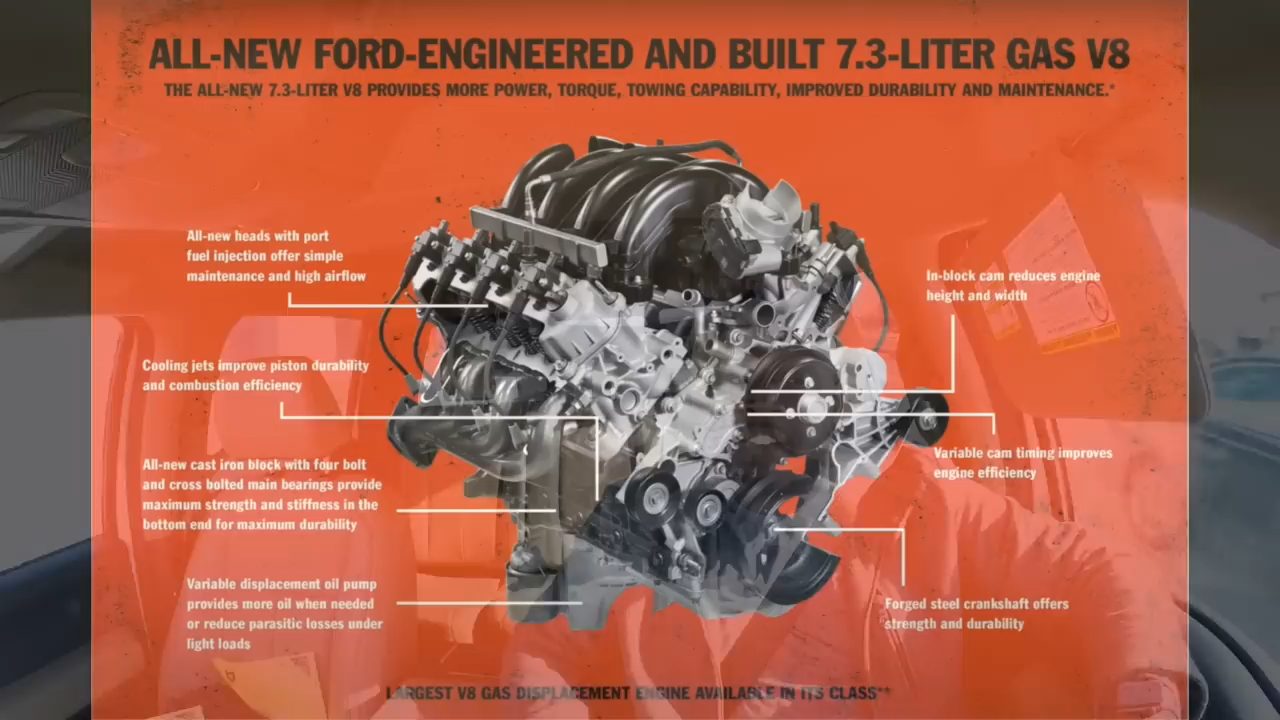 ALL-NEW FORD-ENGINEERED AND BUILT 7.3-LITER GAS V8
THE ALL-NEW 7.3-LITER V8 PROVIDES MORE POWER, TORQUE, TOWING CAPABILITY, IMPROVED DURABILITY AND MAINTENANCE.*
All-new heads with port
fuel injection offer simple
maintenance and high airflow
Cooling jets improve piston durability
and combustion efficiency
All-new cast iron block with four bolt
and cross bolted main bearings provide
maximum strength and stiffness in the
bottom end for maximum durability
Variable displacement oil pump
provides more oil when needed
or reduce parasitic losses under
light loads
In-block cam reduces engine
height and width
Variable cam timing improves
engine efficiency
Forged steel crankshaft offers
strength and durability
LARGEST V8 GAS DISPLACEMENT ENGINE AVAILABLE IN ITS CLASS**